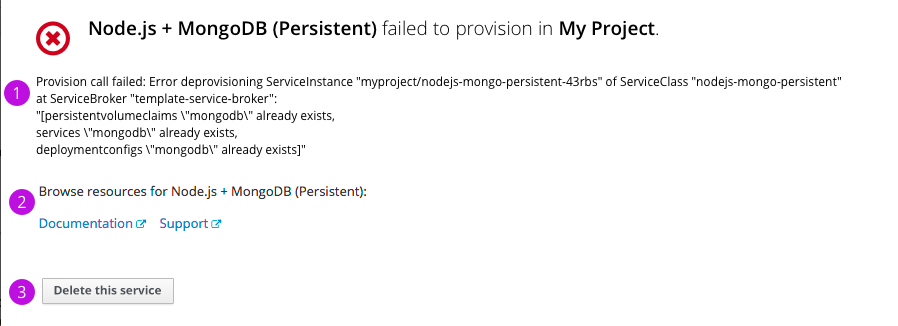 Node.js + MongoDB (Persistent) failed to provision in My Project.
1
Provision call failed: Error deprovisioning ServiceInstance "myproject/nodejs-mongo-persistent-43rbs" of ServiceClass "nodejs-mongo-persistent"
at ServiceBroker "template-service-broker":
"[persistentvolumeclaims \"mongodb\" already exists,
services \"mongodb\" already exists,
deploymentconfigs \"mongodb\" already exists]"
2
Browse resources for Node.js + MongoDB (Persistent):
Documentation Support
3
Delete this service